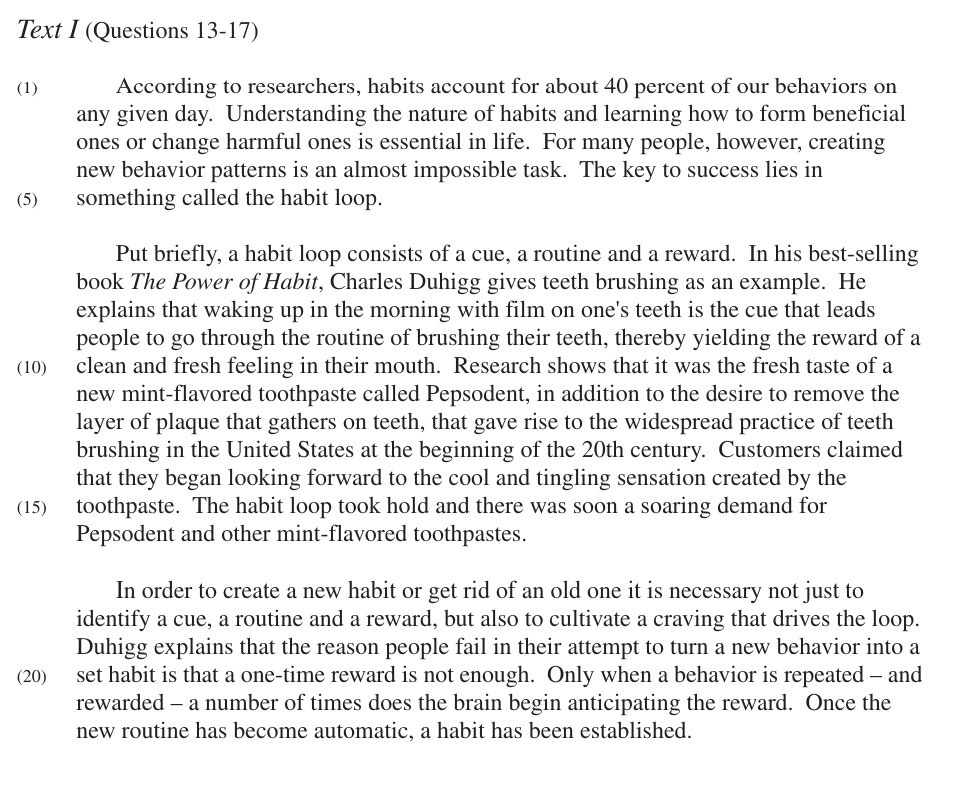 Text I (Questions 13-17)
(1) According to researchers, habits account for about 40 percent of our behaviors on
any given day. Understanding the nature of habits and learning how to form beneficial
ones or change harmful ones is essential in life. For many people, however, creating
new behavior patterns is an almost impossible task. The key to success lies in
(5) something called the habit loop.
Put briefly, a habit loop consists of a cue, a routine and a reward. In his best-selling
book The Power of Habit, Charles Duhigg gives teeth brushing as an example. He
explains that waking up in the morning with film on one's teeth is the cue that leads
people to go through the routine of brushing their teeth, thereby yielding the reward of a
(10) clean and fresh feeling in their mouth. Research shows that it was the fresh taste of a
new mint-flavored toothpaste called Pepsodent, in addition to the desire to remove the
layer of plaque that gathers on teeth, that gave rise to the widespread practice of teeth
brushing in the United States at the beginning of the 20th century. Customers claimed
that they began looking forward to the cool and tingling sensation created by the
(15) toothpaste. The habit loop took hold and there was soon a soaring demand for
Pepsodent and other mint-flavored toothpastes.
In order to create a new habit or get rid of an old one it is necessary not just to
identify a cue, a routine and a reward, but also to cultivate a craving that drives the loop.
Duhigg explains that the reason people fail in their attempt to turn a new behavior into a
(20) set habit is that a one-time reward is not enough. Only when a behavior is repeated – and
rewarded – a number of times does the brain begin anticipating the reward. Once the
new routine has become automatic, a habit has been established.